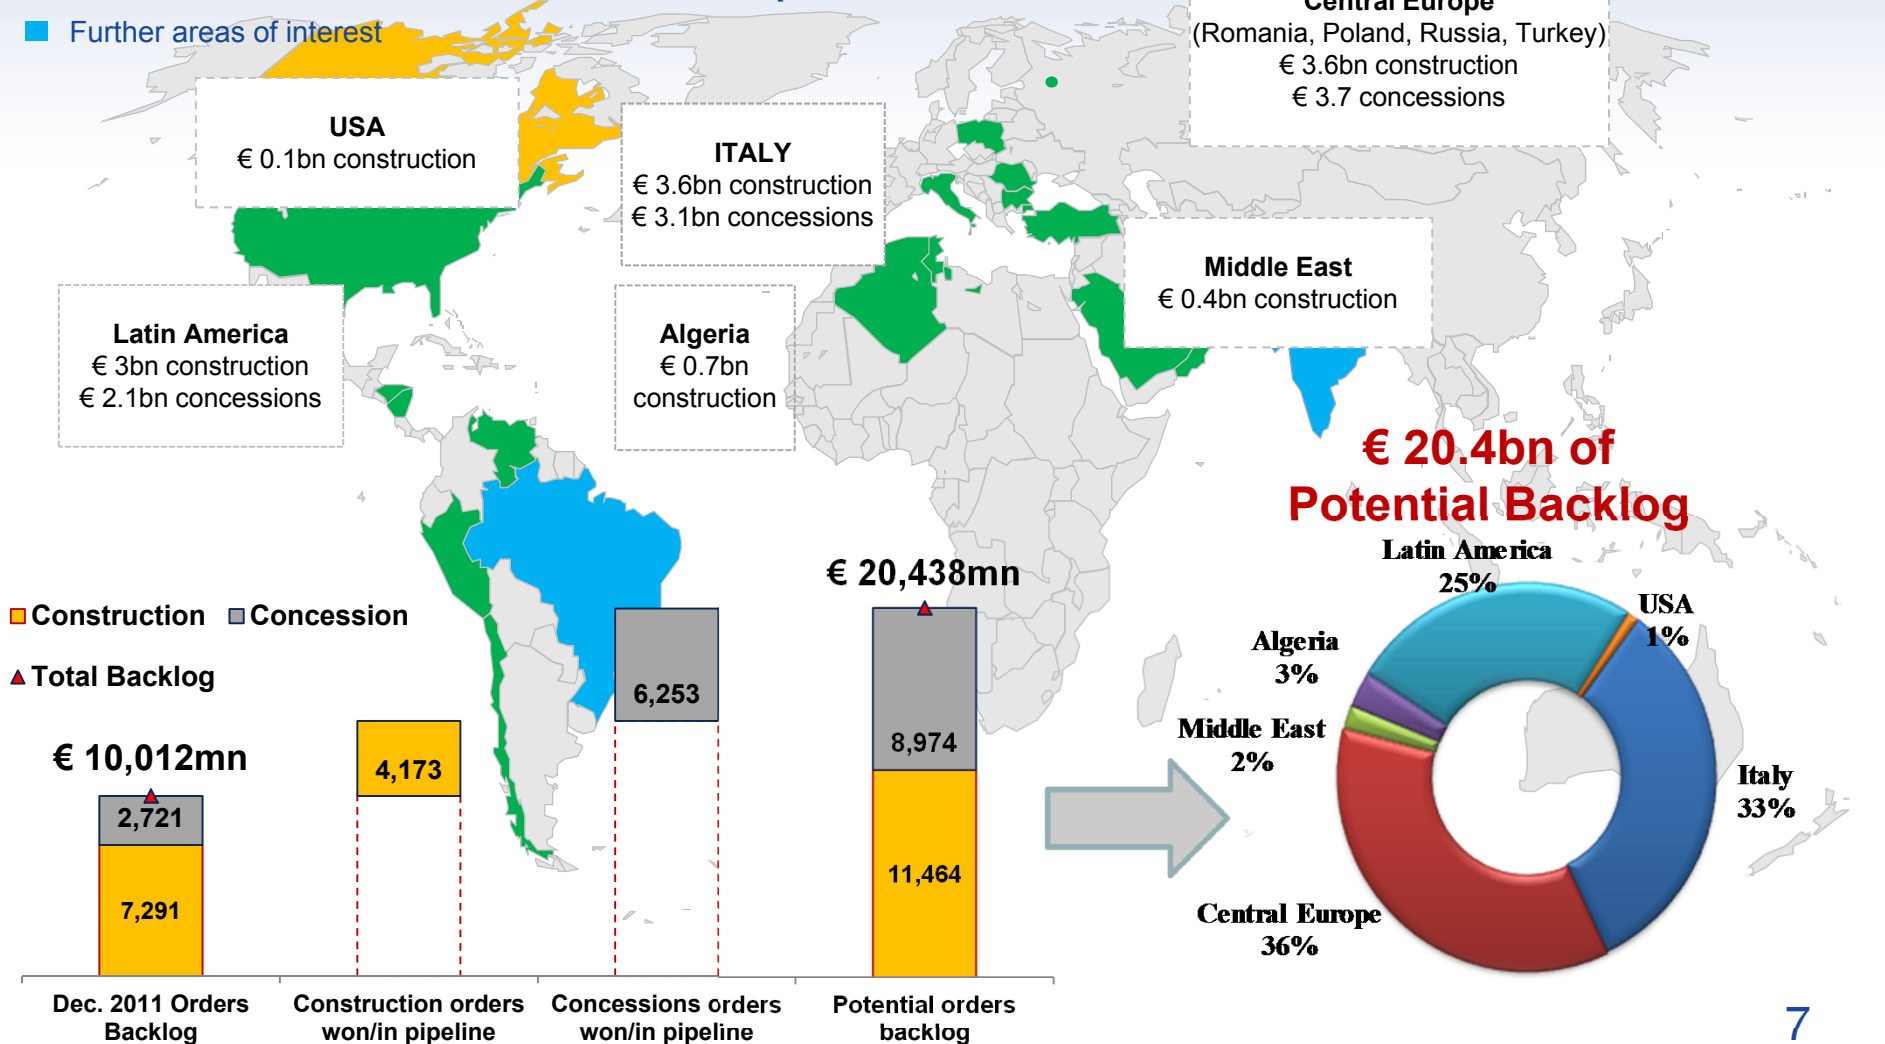 Further areas of interest
Central Europe
(Romania, Poland, Russia, Turkey)
€ 3.6bn construction
€ 3.7 concessions
USA
€ 0.1bn construction
ITALY
€ 3.6bn construction
€ 3.1bn concessions
Middle East
€ 0.4bn construction
Latin America
€ 3bn construction
€ 2.1bn concessions
Algeria
€ 0.7bn
construction
€ 20.4bn of
Potential Backlog
Construction
Concession
Total Backlog
€ 10,012mn
2,721
7,291
4,173
6,253
€ 20,438mn
8,974
11,464
Dec. 2011 Orders
Backlog
Construction orders
won/in pipeline
Concessions orders
won/in pipeline
Potential orders
backlog
Latin America
25%
USA
1%
Algeria
3%
Middle East
2%
Italy
33%
Central Europe
36%
7